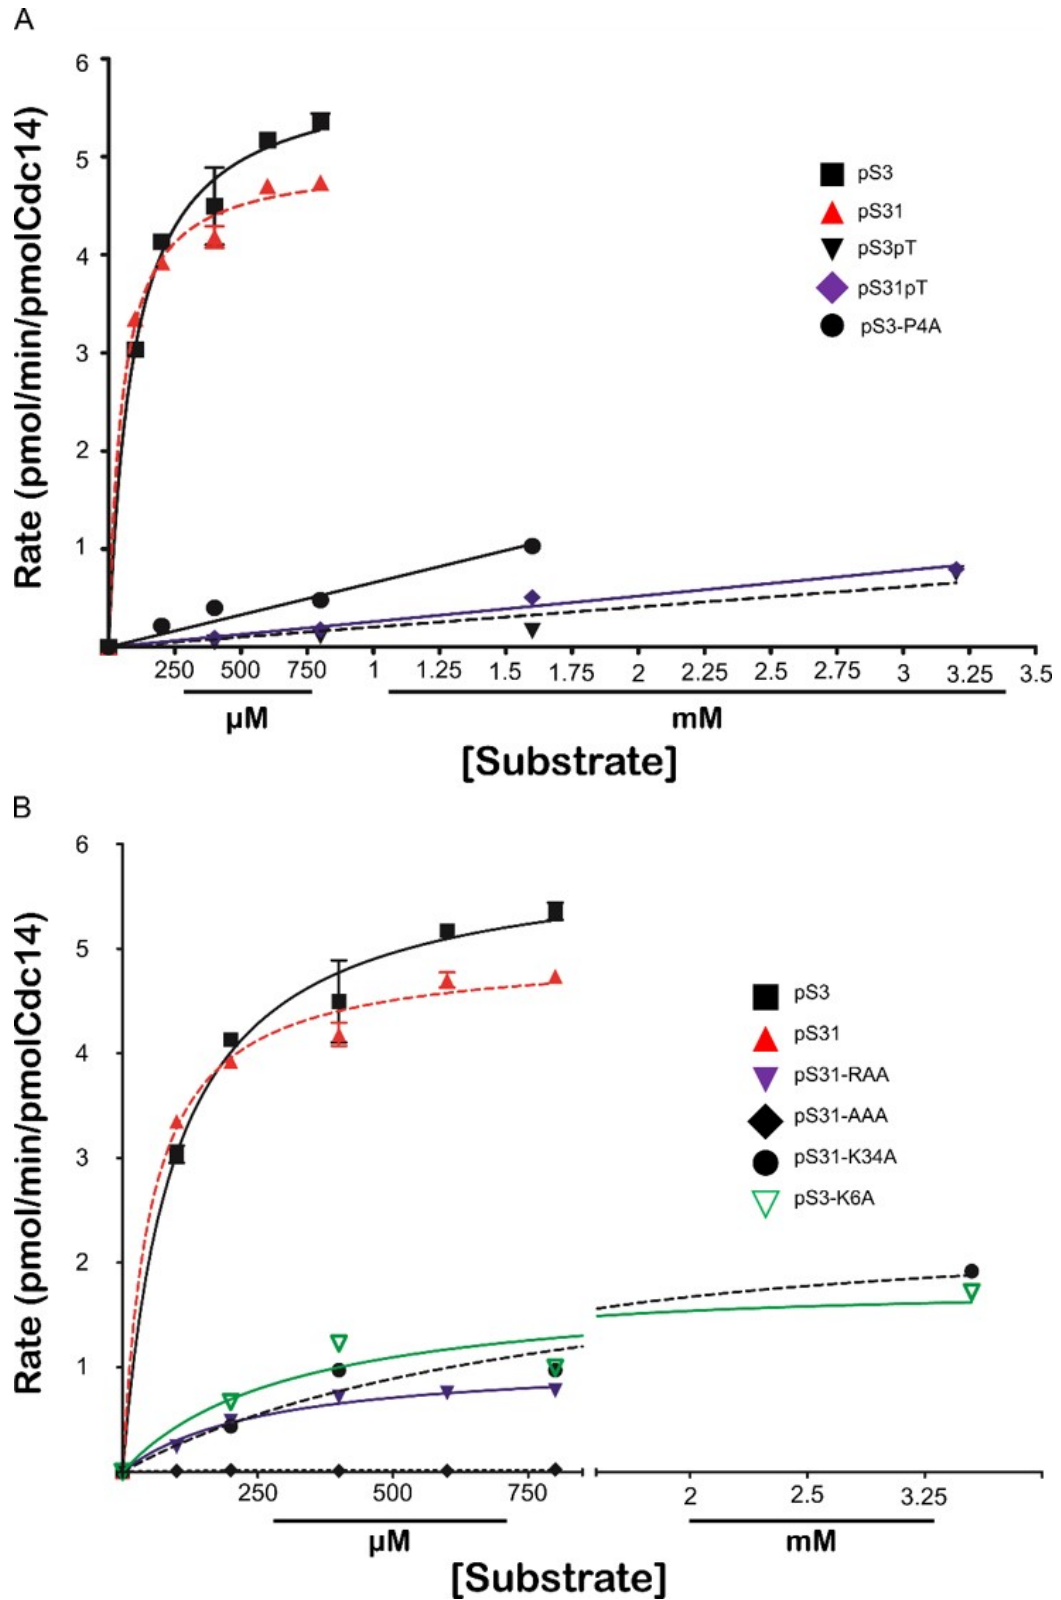 A
Rate (pmol/min/pmolCdc14)
6
5
4
3
2
1
pS3
pS31
pS3pT
pS31pT
pS3-P4A
250 500 750 1 1.25 1.5 1.75 2 2.25 2.5 2.75 3 3.25 3.5
µM mM
[Substrate]
B
Rate (pmol/min/pmolCdc14)
6
5
4
3
2
1
pS3
pS31
pS31-RAA
pS31-AAA
pS31-K34A
pS3-K6A
250 500 750 2 2.5 3.25
µM mM
[Substrate]